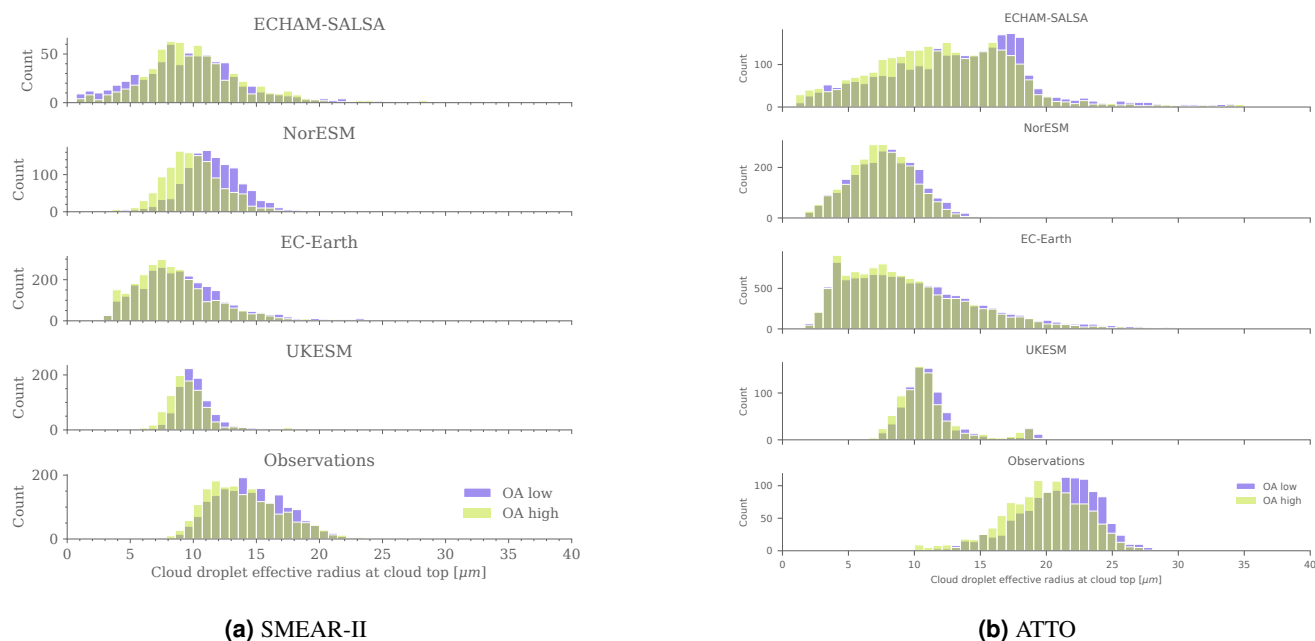 ECHAM-SALSA
Count
50
0
NorESM
Count
100
0
EC-Earth
Count
200
0
UKESM
Count
200
0
Observations
Count
200
100
0
OA low
OA high
0 5 10 15 20 25 30 35 40
Cloud droplet effective radius at cloud top [μm]
(a) SMEAR-II
ECHAM-SALSA
Count
100
0
NorESM
Count
200
0
EC-Earth
Count
500
0
UKESM
Count
100
0
Observations
Count
100
50
0
OA low
OA high
0 5 10 15 20 25 30 35 40
Cloud droplet effective radius at cloud top [μm]
(b) ATTO